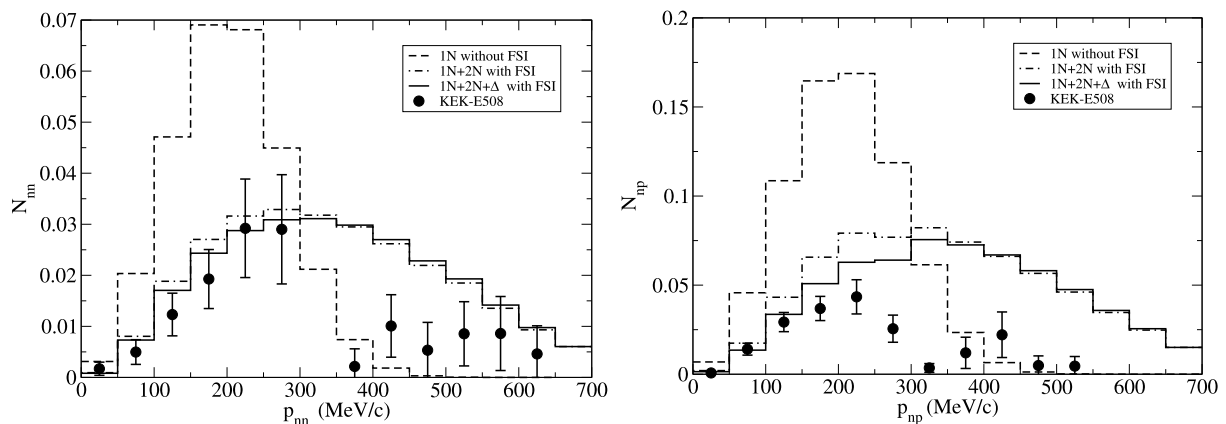 0.07
0.06
0.05
0.04
0.03
0.02
0.01
0
N_nn
1N without FSI
1N+2N with FSI
1N+2N+Δ with FSI
KEK-E508
0 100 200 300 400 500 600 700
p_nn (MeV/c)
0.2
0.15
0.1
0.05
0
N_np
1N without FSI
1N+2N with FSI
1N+2N+Δ with FSI
KEK-E508
0 100 200 300 400 500 600 700
p_np (MeV/c)